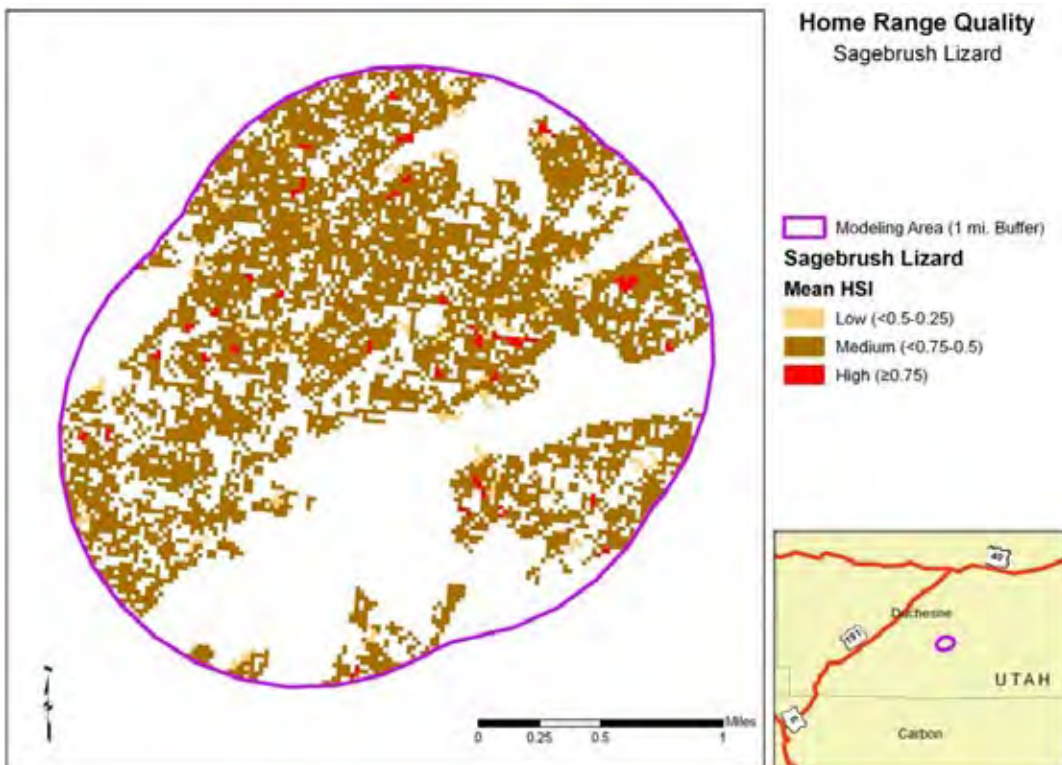 Home Range Quality
Sagebrush Lizard
Modeling Area (1 mi. Buffer)
Sagebrush Lizard
Mean HSI
Low (<0.5-0.25)
Medium (<0.75-0.5)
High (≥0.75)
Miles
0 0.25 0.5 1
40
Duchesne
191
UTAH
6
Carbon